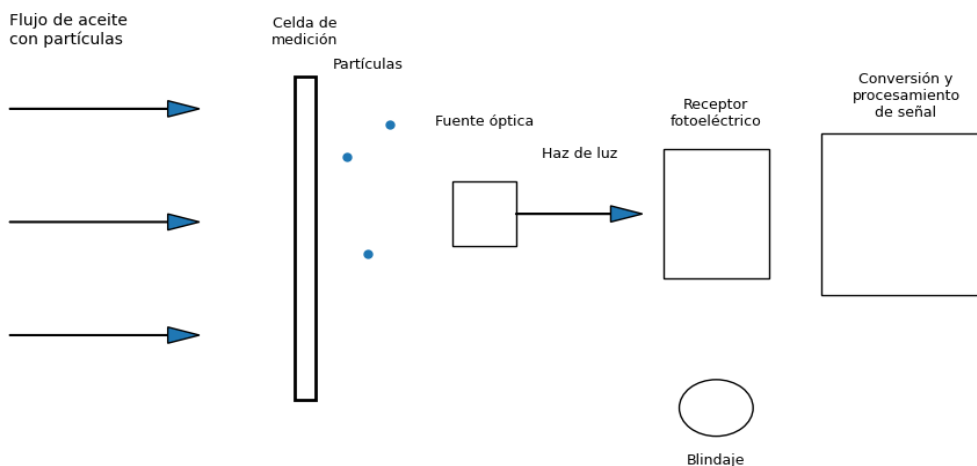 Flujo de aceite
con partículas
Celda de
medición
Partículas
Fuente óptica
Haz de luz
Receptor
fotoeléctrico
Conversión y
procesamiento
de señal
Blindaje